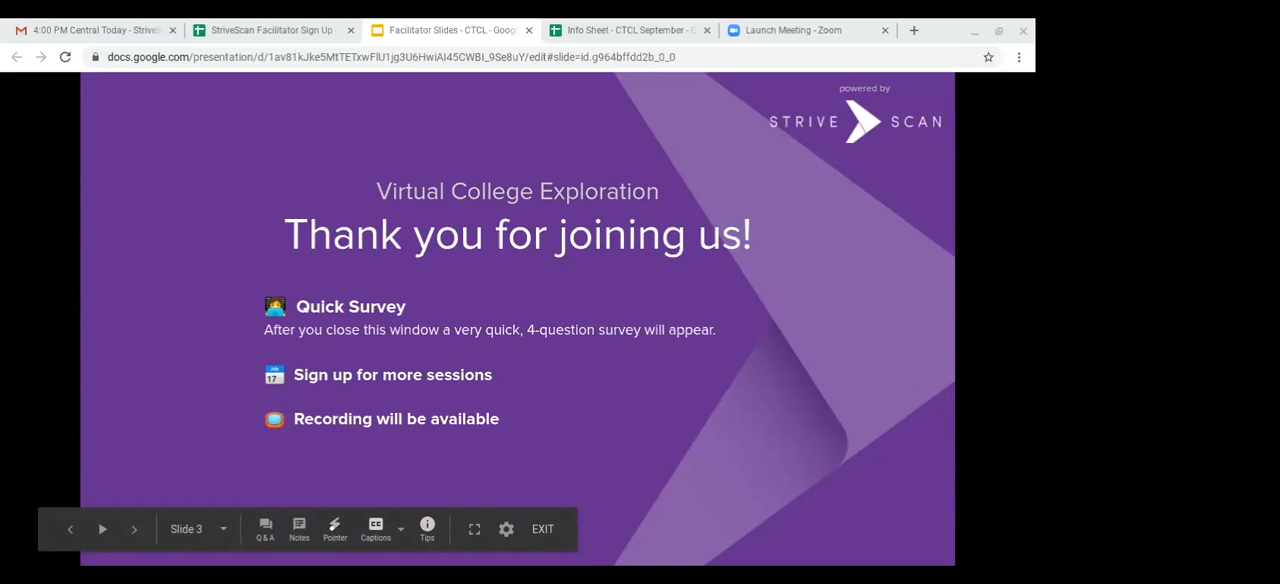 4:00 PM Central Today - StriveS
StriveScan Facilitator Sign Up -
Facilitator Slides - CTCL - Goog
Info Sheet - CTCL September - G
Launch Meeting - Zoom
docs.google.com/presentation/d/1av81kJke5MtTETxwFlU1jg3U6HwiAI45CWBI_9Se8uY/edit#slide=id.g964bffdd2b_0_0
powered by
STRIVE SCAN
Virtual College Exploration
Thank you for joining us!
Quick Survey
After you close this window a very quick, 4-question survey will appear.
July
17
Sign up for more sessions
Recording will be available
Slide 3
Q & A
Notes
Pointer
CC
Captions
Tips
EXIT